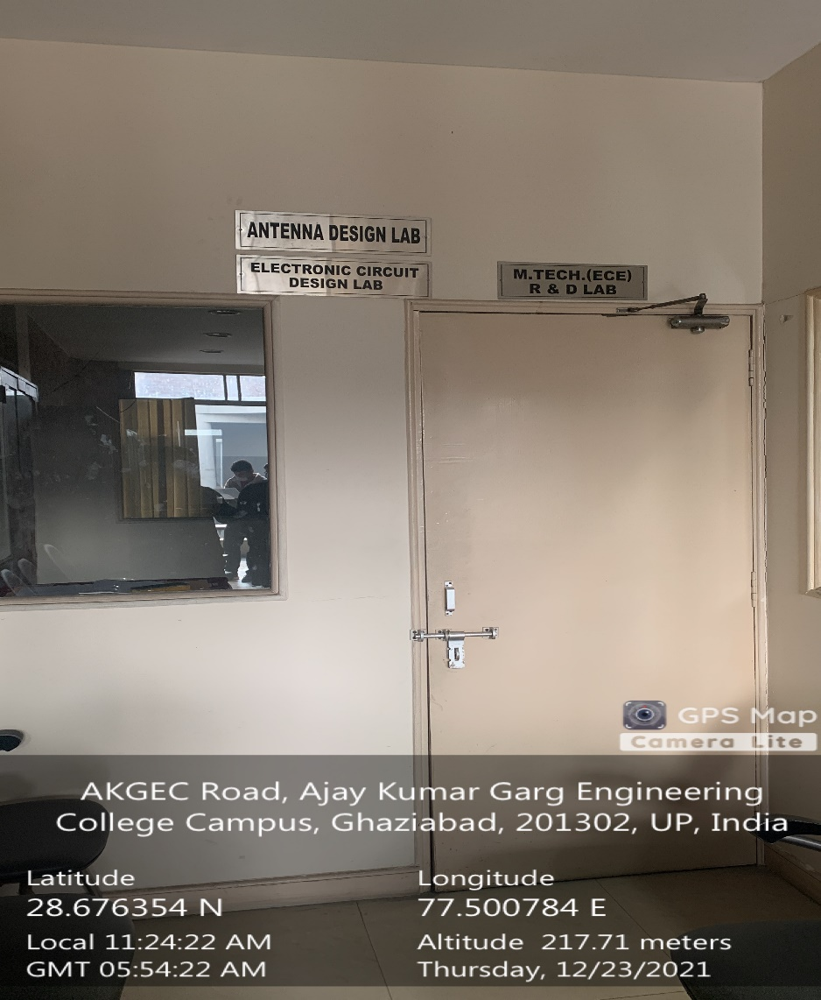 ANTENNA DESIGN LAB
ELECTRONIC CIRCUIT
DESIGN LAB
M.TECH.(ECE)
R & D LAB
GPS Map
Camera Lite
AKGEC Road, Ajay Kumar Garg Engineering
College Campus, Ghaziabad, 201302, UP, India
Latitude
28.676354 N
Longitude
77.500784 E
Local 11:24:22 AM
GMT 05:54:22 AM
Altitude 217.71 meters
Thursday, 12/23/2021